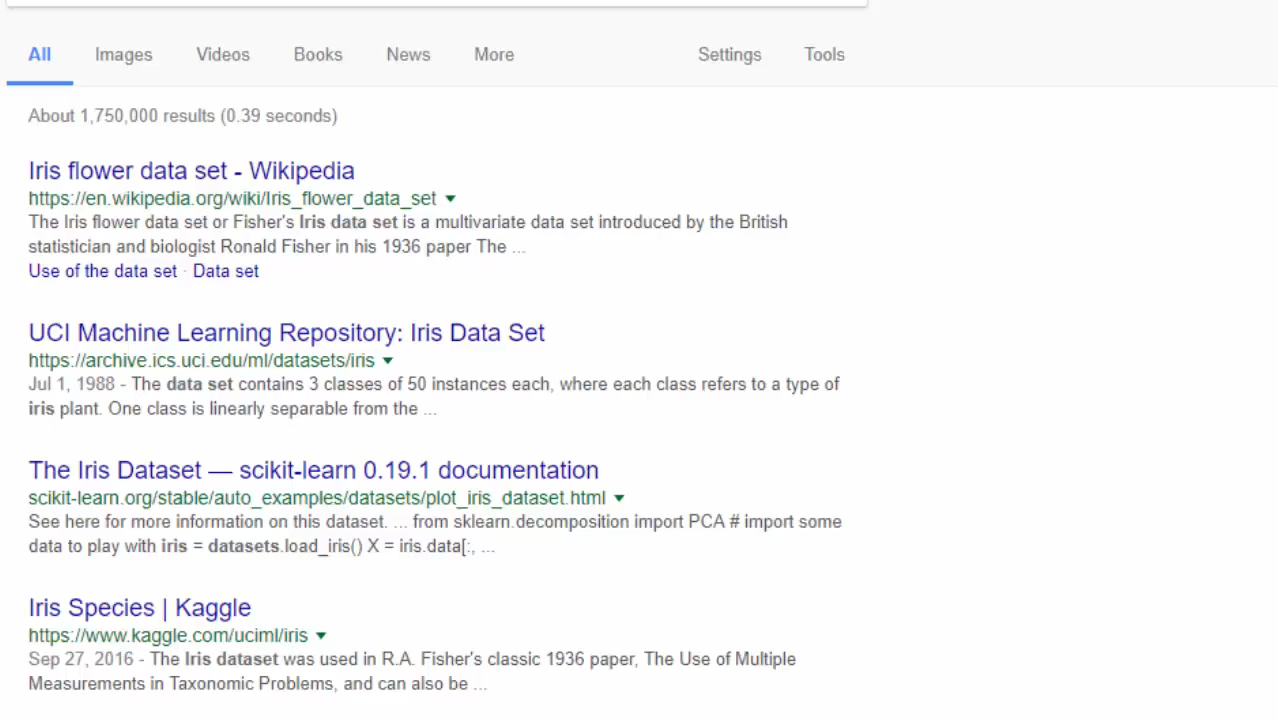 All Images Videos Books News More Settings Tools
About 1,750,000 results (0.39 seconds)
Iris flower data set - Wikipedia
https://en.wikipedia.org/wiki/Iris_flower_data_set
The Iris flower data set or Fisher's Iris data set is a multivariate data set introduced by the British
statistician and biologist Ronald Fisher in his 1936 paper The ...
Use of the data set · Data set
UCI Machine Learning Repository: Iris Data Set
https://archive.ics.uci.edu/ml/datasets/iris
Jul 1, 1988 - The data set contains 3 classes of 50 instances each, where each class refers to a type of
iris plant. One class is linearly separable from the ...
The Iris Dataset — scikit-learn 0.19.1 documentation
scikit-learn.org/stable/auto_examples/datasets/plot_iris_dataset.html
See here for more information on this dataset. ... from sklearn.decomposition import PCA # import some
data to play with iris = datasets.load_iris() X = iris.data[:, ...
Iris Species | Kaggle
https://www.kaggle.com/uciml/iris
Sep 27, 2016 - The Iris dataset was used in R.A. Fisher's classic 1936 paper, The Use of Multiple
Measurements in Taxonomic Problems, and can also be ...